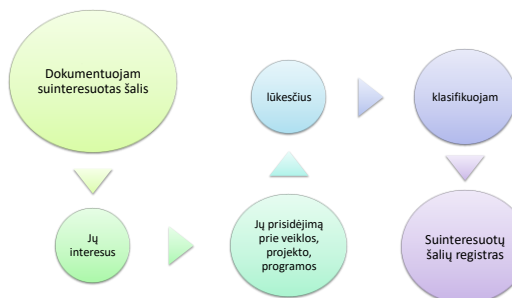 Dokumentuojam
suinteresuotas šalis
Jų
interesus
Jų prisidėjimą
prie veiklos,
projekto,
programos
lūkesčius
klasifikuojam
Suinteresuotų
šalių registras